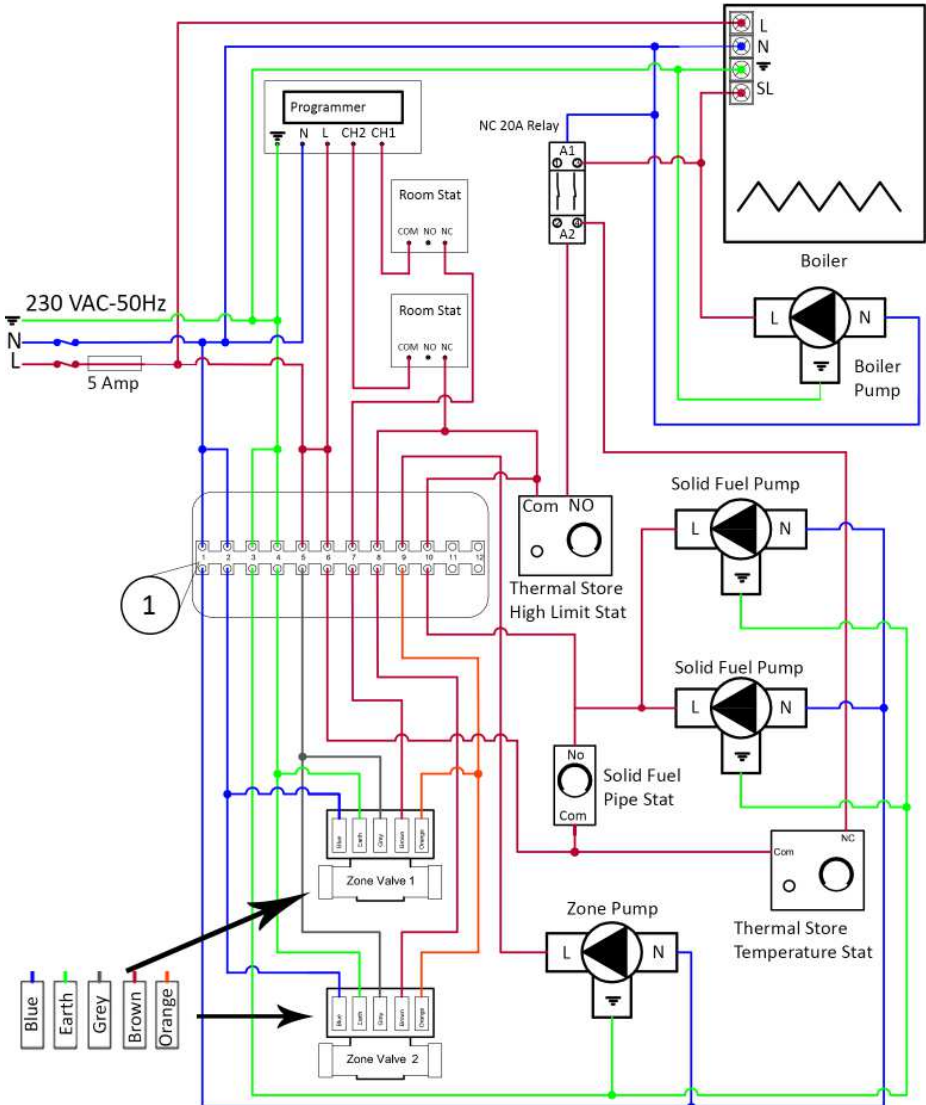 L
N
SL
Boiler
Programmer
N L CH2 CH1
NC 20A Relay
A1
1 3
2 4
A2
Room Stat
COM NO NC
Room Stat
COM NO NC
230 VAC-50Hz
N
L
5 Amp
L N
Boiler
Pump
1 2 3 4 5 6 7 8 9 10 11 12
1
Com NO
Thermal Store
High Limit Stat
Solid Fuel Pump
L N
Solid Fuel Pump
L N
No
Com
Solid Fuel
Pipe Stat
NC
Com
Thermal Store
Temperature Stat
Blue Earth Grey Brown Orange
Zone Valve 1
Zone Pump
L N
Blue Earth Grey Brown Orange
Blue Earth Grey Brown Orange
Zone Valve 2